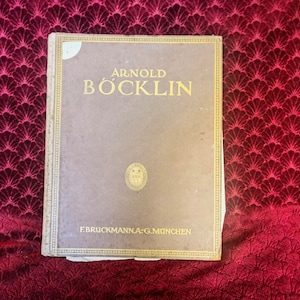 ARNOLD
BÖCKLIN
F. BRUCKMANN A.-G. MÜNCHEN